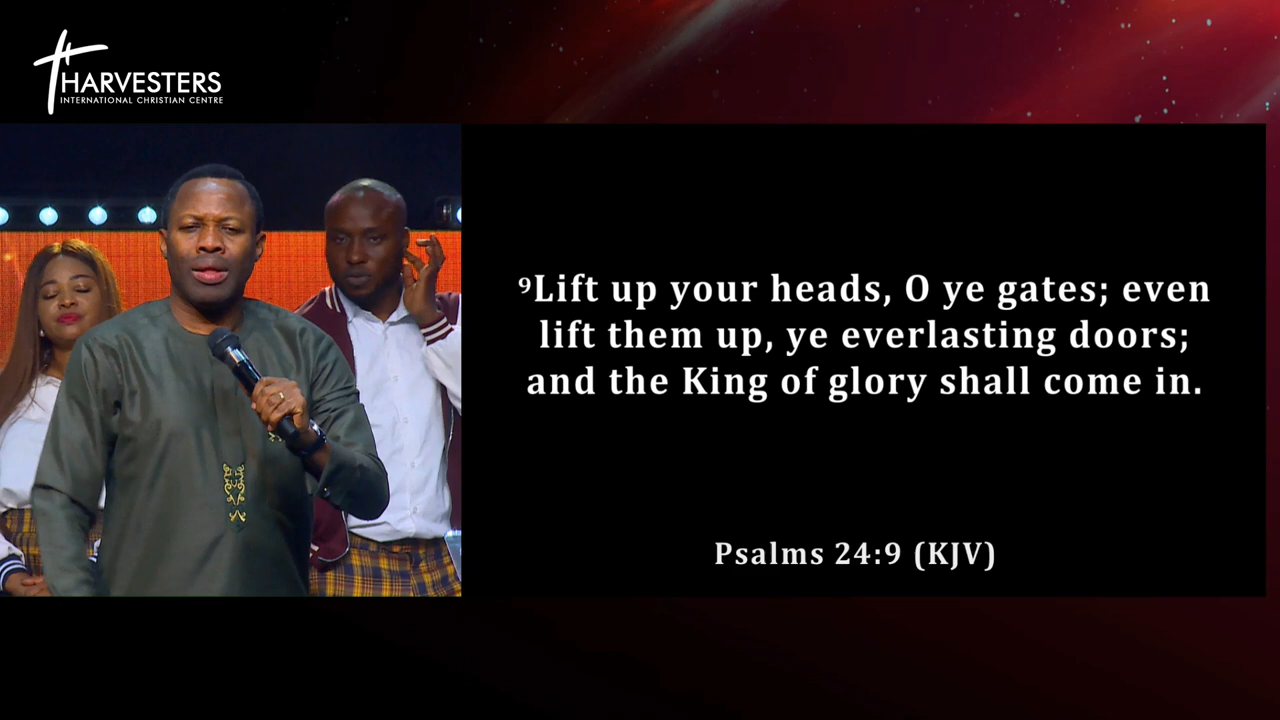 HARVESTERS
INTERNATIONAL CHRISTIAN CENTRE
⁹Lift up your heads, O ye gates; even
lift them up, ye everlasting doors;
and the King of glory shall come in.
Psalms 24:9 (KJV)